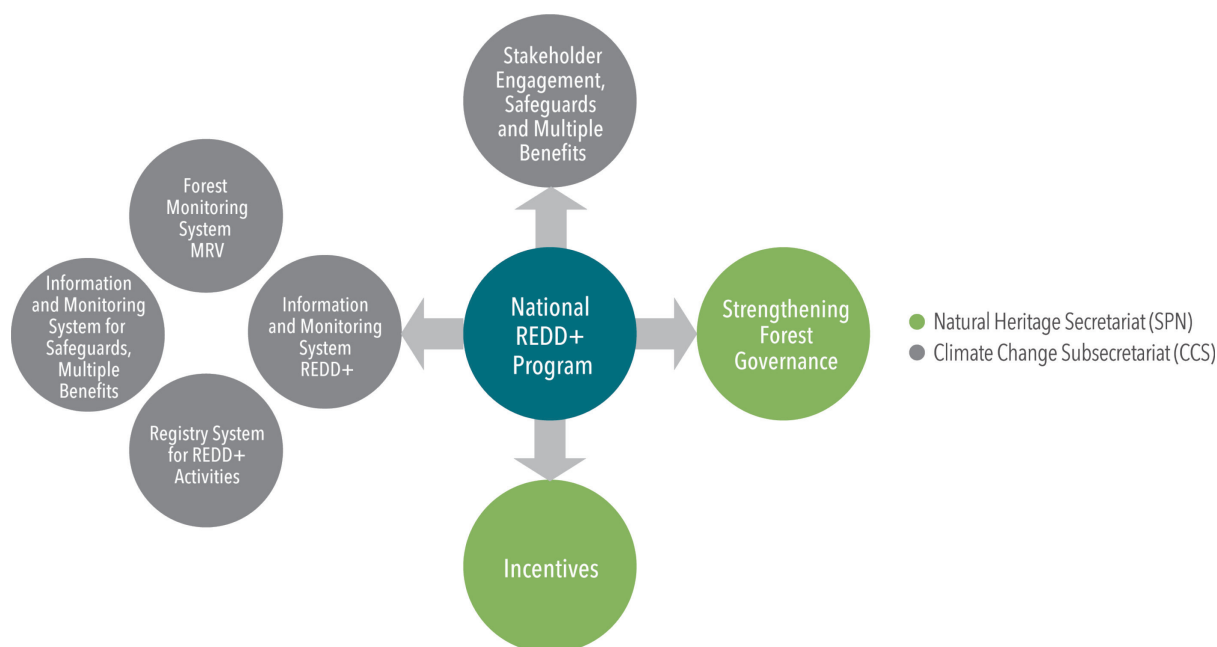 Stakeholder
Engagement,
Safeguards
and Multiple
Benefits
Forest
Monitoring
System
MRV
Information
and Monitoring
System for
Safeguards,
Multiple
Benefits
Information
and Monitoring
System
REDD+
Registry System
for REDD+
Activities
National
REDD+
Program
Strengthening
Forest
Governance
Incentives
Natural Heritage Secretariat (SPN)
Climate Change Subsecretariat (CCS)